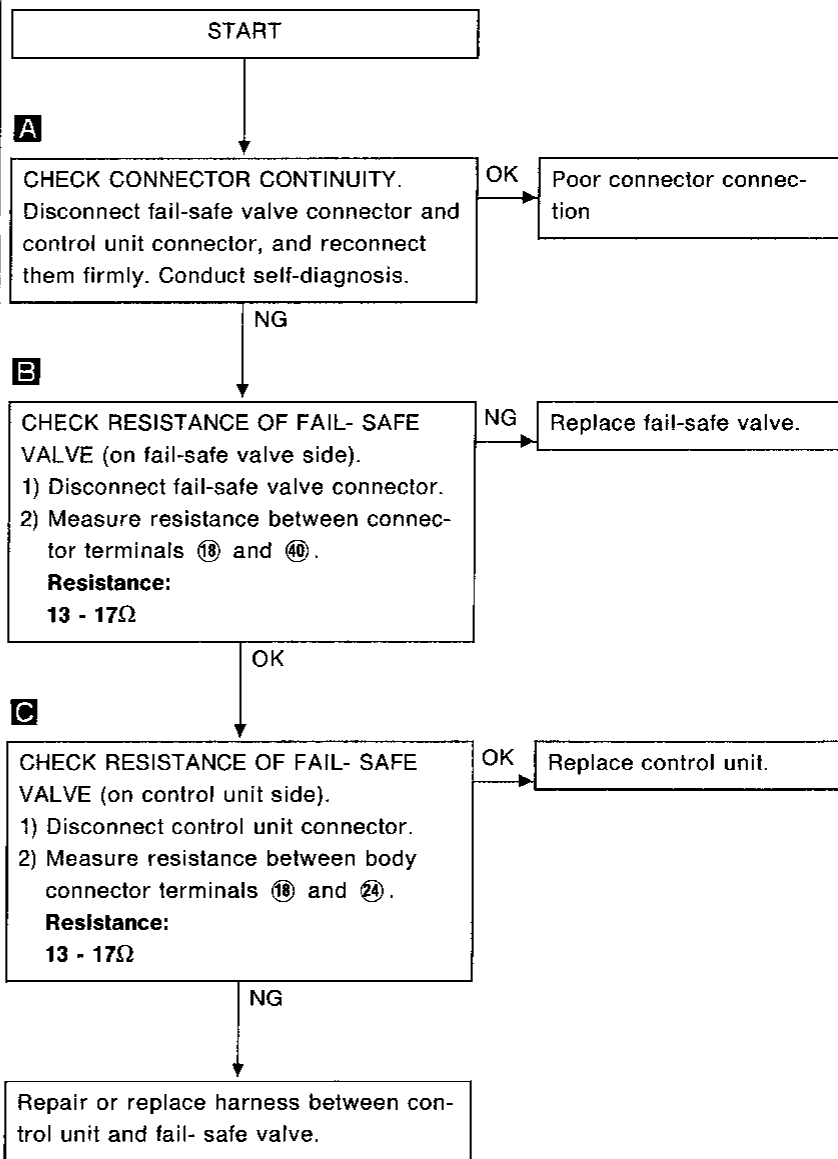 START
A
CHECK CONNECTOR CONTINUITY.
Disconnect fail-safe valve connector and
control unit connector, and reconnect
them firmly. Conduct self-diagnosis.
OK
Poor connector connec-
tion
NG
B
CHECK RESISTANCE OF FAIL- SAFE
VALVE (on fail-safe valve side).
1) Disconnect fail-safe valve connector.
2) Measure resistance between connec-
tor terminals ⑱ and ㊵.
Resistance:
13 - 17Ω
NG
Replace fail-safe valve.
OK
C
CHECK RESISTANCE OF FAIL- SAFE
VALVE (on control unit side).
1) Disconnect control unit connector.
2) Measure resistance between body
connector terminals ⑱ and ㉔.
Resistance:
13 - 17Ω
OK
Replace control unit.
NG
Repair or replace harness between con-
trol unit and fail- safe valve.